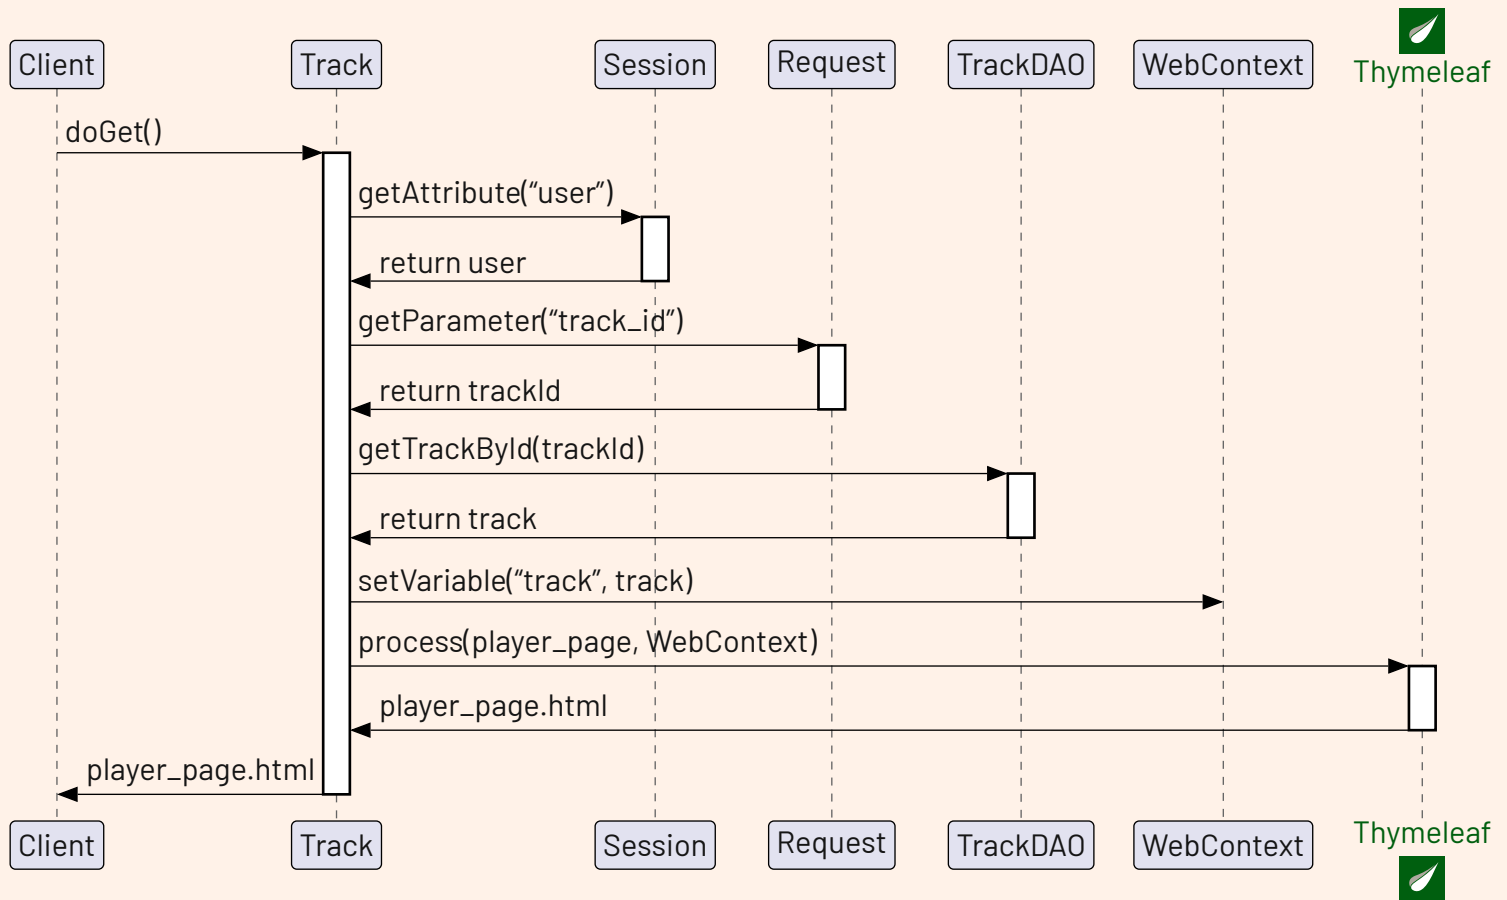 Client
Track
Session
Request
TrackDAO
WebContext
Thymeleaf
doGet()
getAttribute(“user”)
return user
getParameter(“track_id”)
return trackId
getTrackById(trackId)
return track
setVariable(“track”, track)
process(player_page, WebContext)
player_page.html
player_page.html
Client
Track
Session
Request
TrackDAO
WebContext
Thymeleaf